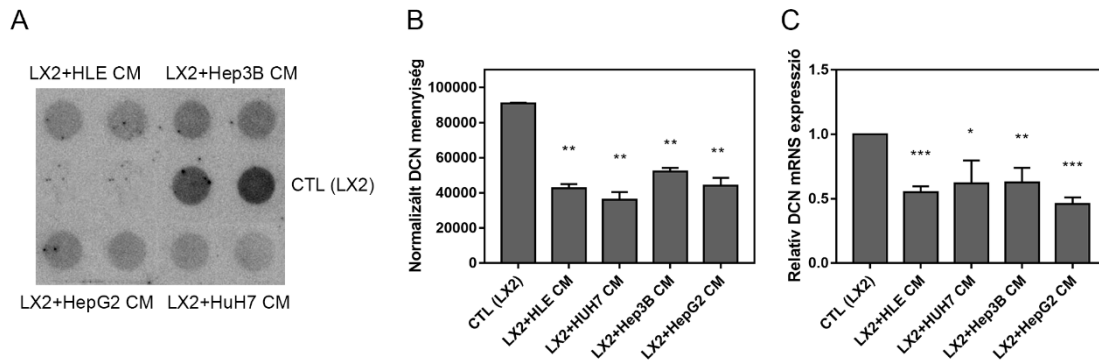 A
LX2+HLE CM
LX2+Hep3B CM
CTL (LX2)
LX2+HepG2 CM
LX2+HuH7 CM
B
Normalizált DCN mennyiség
100000
80000
60000
40000
20000
0
**
**
**
**
CTL (LX2)
LX2+HLE CM
LX2+HUH7 CM
LX2+Hep3B CM
LX2+HepG2 CM
C
Relatív DCN mRNS expresszió
1.5
1.0
0.5
0.0
***
*
**
***
CTL (LX2)
LX2+HLE CM
LX2+HUH7 CM
LX2+Hep3B CM
LX2+HepG2 CM